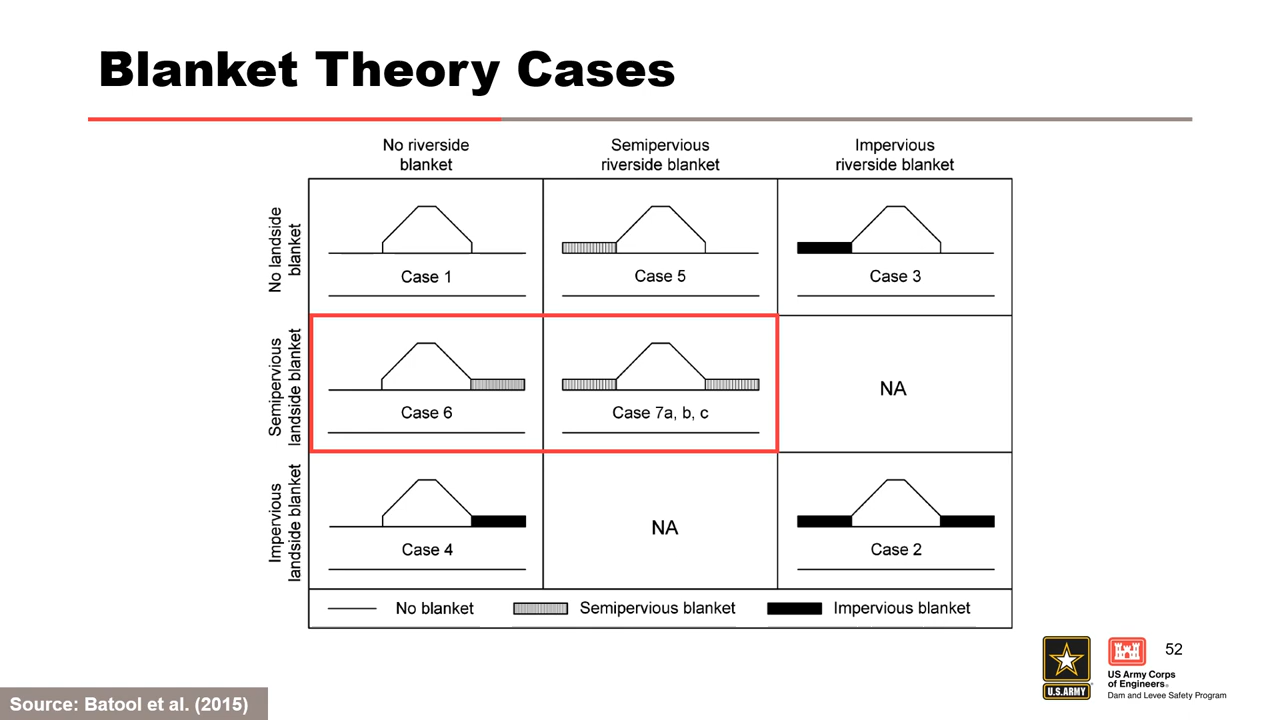 Blanket Theory Cases
No riverside
blanket
Semipervious
riverside blanket
Impervious
riverside blanket
No landside
blanket
Case 1
Case 5
Case 3
Semipervious
landside blanket
Case 6
Case 7a, b, c
NA
Impervious
landside blanket
Case 4
NA
Case 2
No blanket
Semipervious blanket
Impervious blanket
52
U.S.ARMY
US Army Corps
of Engineers®
Dam and Levee Safety Program
Source: Batool et al. (2015)